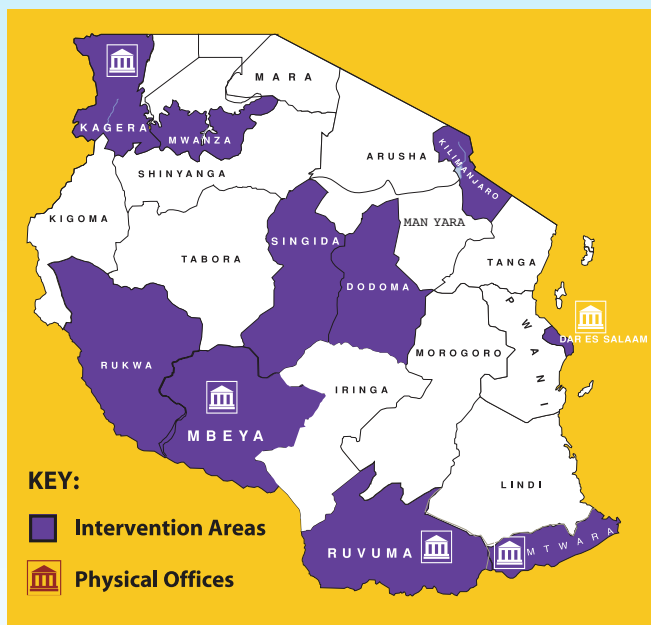 MARA
KAGERA
MWANZA
ARUSHA
KILIMANJARO
SHINYANGA
KIGOMA
MAN YARA
SINGIDA
TABORA
TANGA
DODOMA
PWANI
DAR ES SALAAM
MOROGORO
RUKWA
IRINGA
MBEYA
KEY:
LINDI
Intervention Areas
MTWARA
RUVUMA
Physical Offices